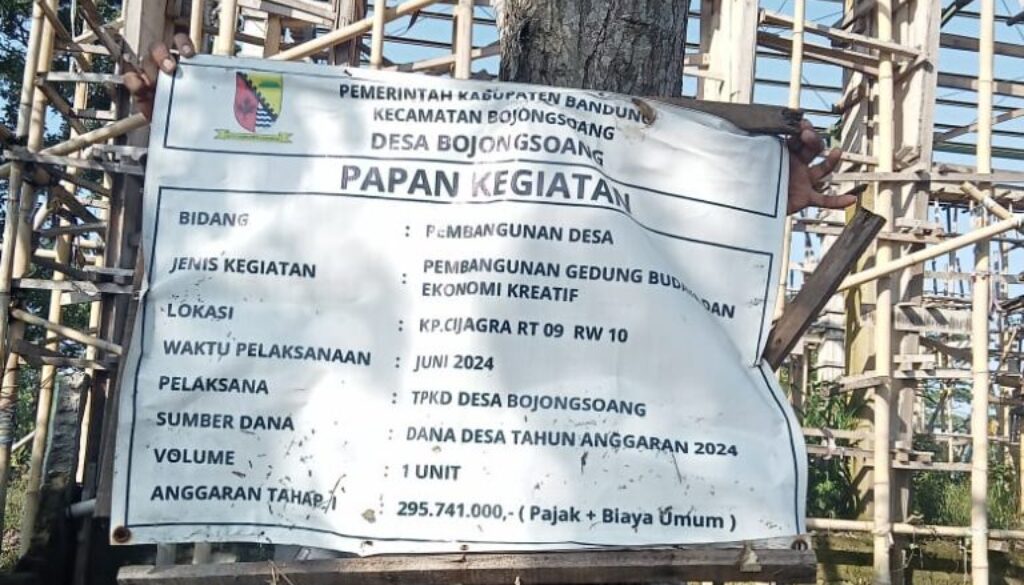 PEMERINTAH KABUPATEN BANDUNG
KECAMATAN BOJONGSOANG
DESA BOJONGSOANG
PAPAN KEGIATAN
BIDANG : PEMBANGUNAN DESA
JENIS KEGIATAN : PEMBANGUNAN GEDUNG BUDAYA DAN
EKONOMI KREATIF
LOKASI : KP.CIJAGRA RT 09 RW 10
WAKTU PELAKSANAAN : JUNI 2024
PELAKSANA : TPKD DESA BOJONGSOANG
SUMBER DANA : DANA DESA TAHUN ANGGARAN 2024
VOLUME : 1 UNIT
ANGGARAN TAHAP I : 295.741.000,- ( Pajak + Biaya Umum )